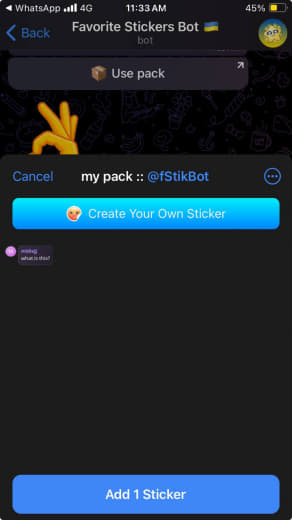 WhatsApp 4G 11:33 AM 45%
Back Favorite Stickers Bot 🇺🇦
bot
Use pack
Cancel my pack :: @fStikBot
Create Your Own Sticker
what is this?
Add 1 Sticker